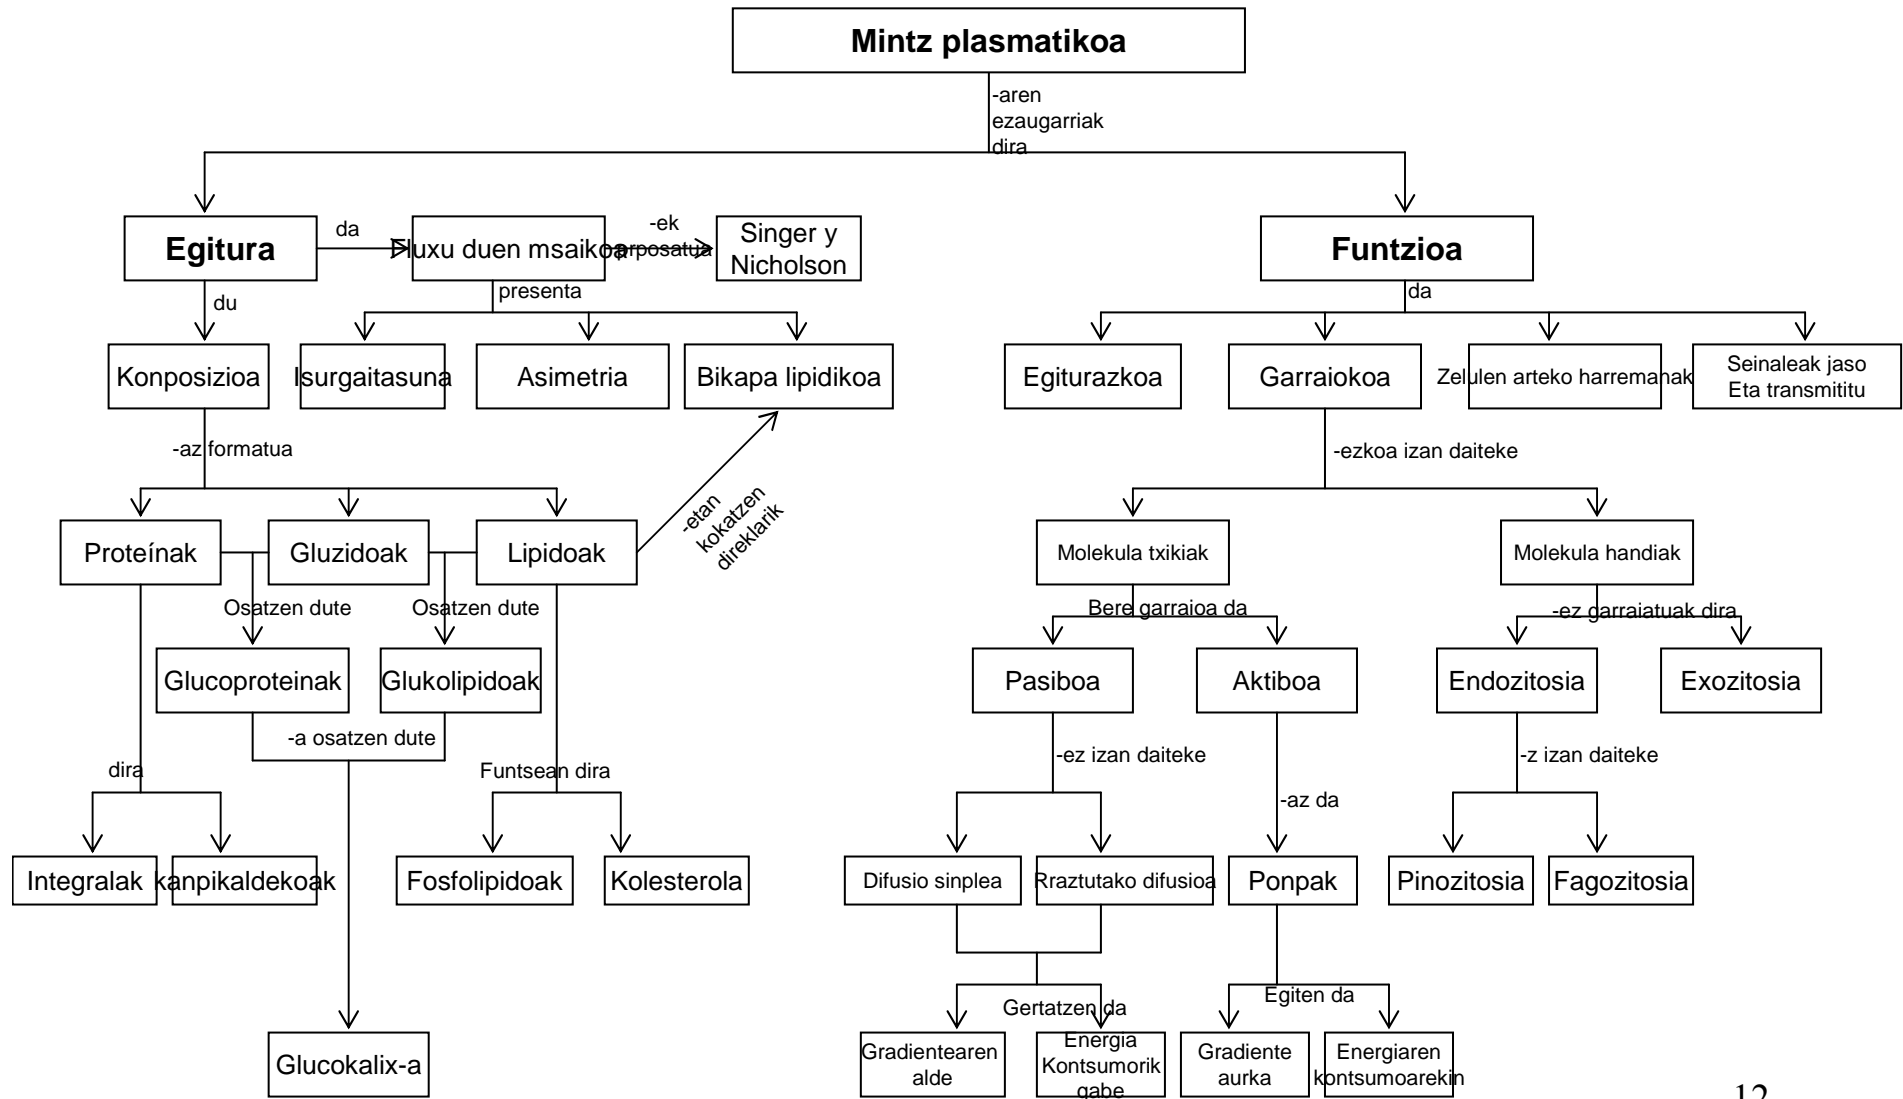 Mintz plasmatikoa
-aren
ezaugarriak
dira
Egitura
da
Fluxu duen msaikoa
-ek
prposatua
Singer y
Nicholson
Funtzioa
du
presenta
da
Konposizioa
Isurgaitasuna
Asimetria
Bikapa lipidikoa
Egiturazkoa
Garraiokoa
Zelulen arteko harremanak
Seinaleak jaso
Eta transmititu
-az formatua
-ezkoa izan daiteke
-etan
kokatzen
direklarik
Proteínak
Gluzidoak
Lipidoak
Molekula txikiak
Molekula handiak
Osatzen dute
Osatzen dute
Bere garraioa da
-ez garraiatuak dira
Glucoproteinak
Glukolipidoak
Pasiboa
Aktiboa
Endozitosia
Exozitosia
-a osatzen dute
-ez izan daiteke
-z izan daiteke
dira
Funtsean dira
-az da
Integralak
kanpikaldekoak
Fosfolipidoak
Kolesterola
Difusio sinplea
Rraztutako difusioa
Ponpak
Pinozitosia
Fagozitosia
Gertatzen da
Egiten da
Glucokalix-a
Gradientearen
alde
Energia
Kontsumorik
gabe
Gradiente
aurka
Energiaren
kontsumoarekin
12